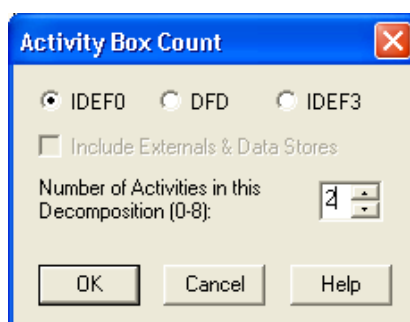 Activity Box Count
IDEF0 DFD IDEF3
Include Externals & Data Stores
Number of Activities in this
Decomposition (0-8):
2
OK Cancel Help